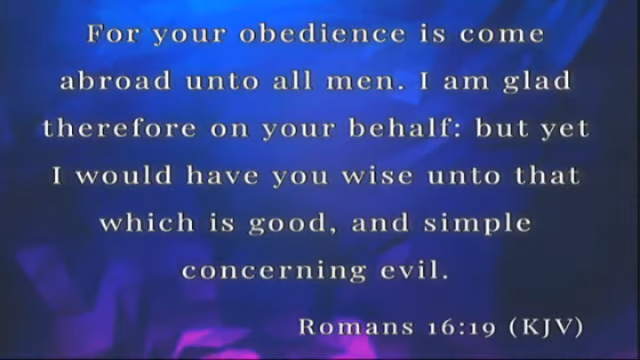 For your obedience is come
abroad unto all men. I am glad
therefore on your behalf: but yet
I would have you wise unto that
which is good, and simple
concerning evil.
Romans 16:19 (KJV)